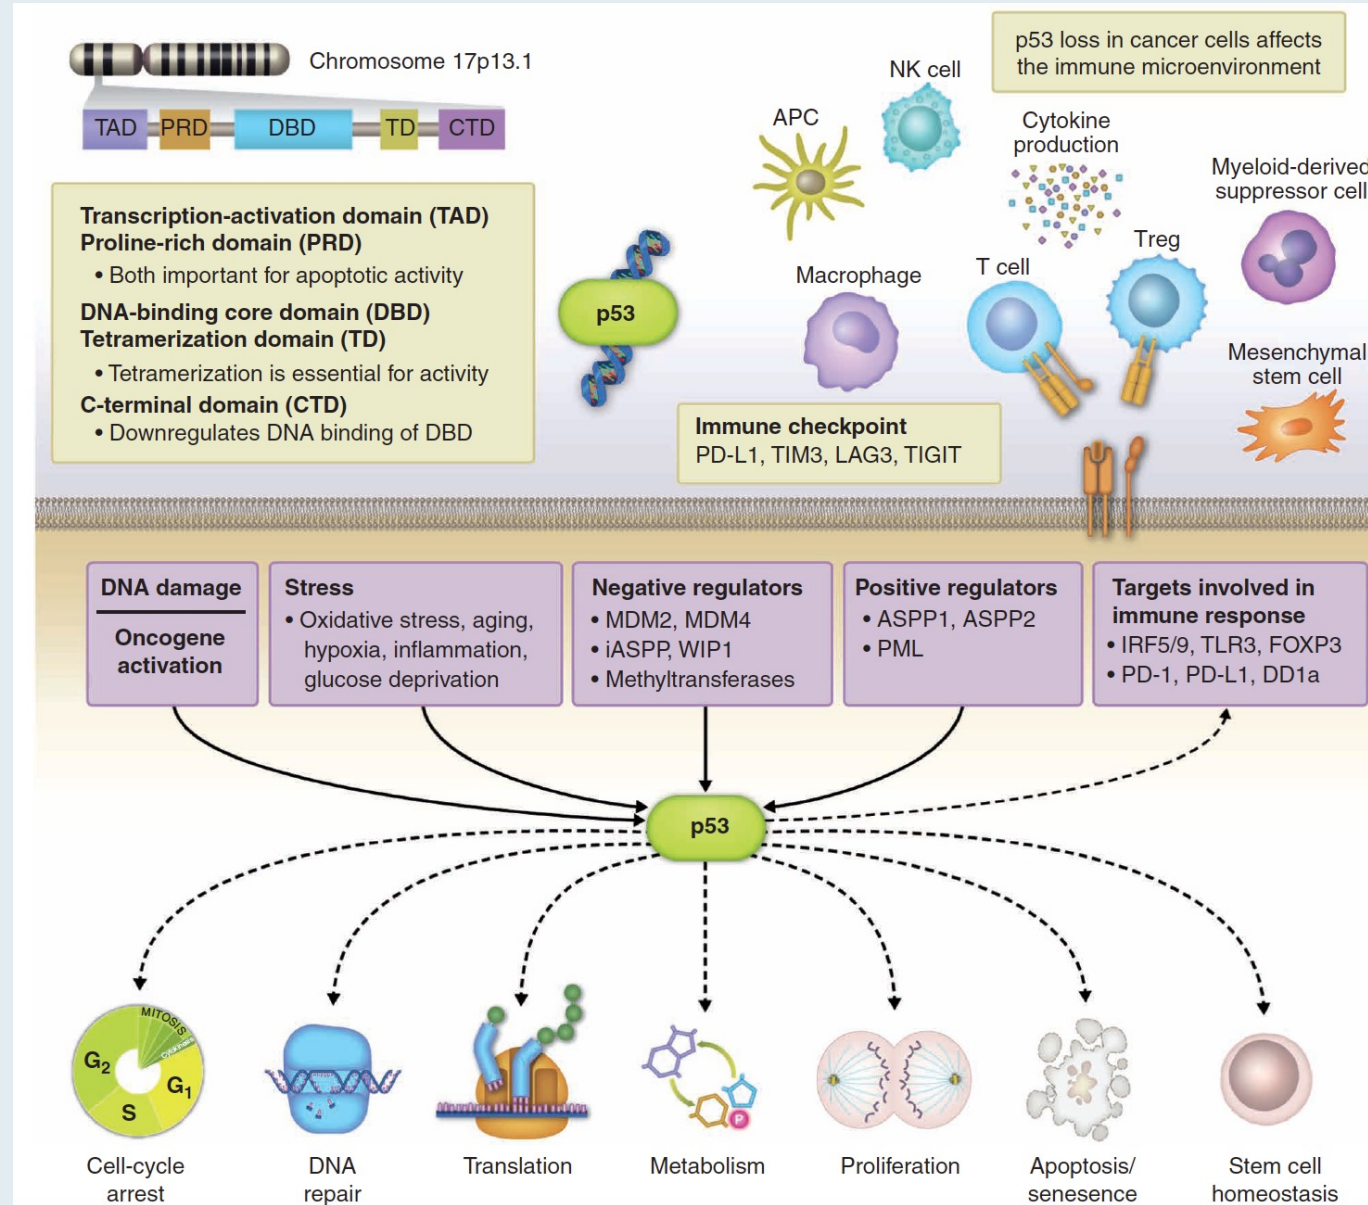 Chromosome 17p13.1
TAD PRD DBD TD CTD
Transcription-activation domain (TAD)
Proline-rich domain (PRD)
• Both important for apoptotic activity
DNA-binding core domain (DBD)
Tetramerization domain (TD)
• Tetramerization is essential for activity
C-terminal domain (CTD)
• Downregulates DNA binding of DBD
p53
p53 loss in cancer cells affects
the immune microenvironment
NK cell
APC
Cytokine
production
Myeloid-derived
suppressor cell
Macrophage
T cell
Treg
Mesenchymal
stem cell
Immune checkpoint
PD-L1, TIM3, LAG3, TIGIT
DNA damage
Oncogene
activation
Stress
• Oxidative stress, aging,
hypoxia, inflammation,
glucose deprivation
Negative regulators
• MDM2, MDM4
• iASPP, WIP1
• Methyltransferases
Positive regulators
• ASPP1, ASPP2
• PML
Targets involved in
immune response
• IRF5/9, TLR3, FOXP3
• PD-1, PD-L1, DD1a
p53
MITOSIS
Cytokinesis
G2
G1
S
P
Cell-cycle
arrest
DNA
repair
Translation
Metabolism
Proliferation
Apoptosis/
senesence
Stem cell
homeostasis